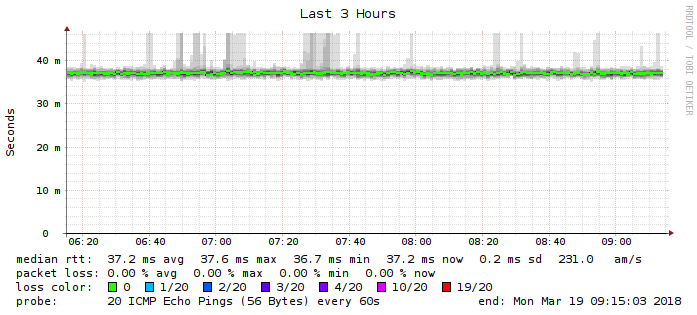 Last 3 Hours
RRDTOOL / TOBI OETIKER
Seconds
40 m
30 m
20 m
10 m
0
06:20 06:40 07:00 07:20 07:40 08:00 08:20 08:40 09:00
median rtt: 37.2 ms avg 37.6 ms max 36.7 ms min 37.2 ms now 0.2 ms sd 231.0 am/s
packet loss: 0.00 % avg 0.00 % max 0.00 % min 0.00 % now
loss color: 0 1/20 2/20 3/20 4/20 10/20 19/20
probe: 20 ICMP Echo Pings (56 Bytes) every 60s end: Mon Mar 19 09:15:03 2018